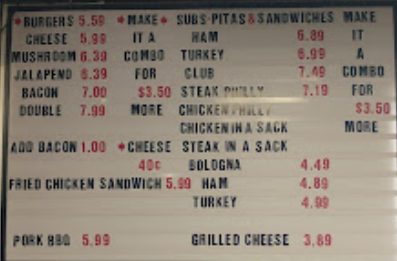 *BURGERS 5.59 *MAKE* SUBS·PITAS&SANDWICHES MAKE
CHEESE 5.99 IT A HAM 6.89 IT
MUSHROOM 6.39 COMBO TURKEY 6.99 A
JALAPENO 6.39 FOR CLUB 7.49 COMBO
BACON 7.00 $3.50 STEAK PHILLY 7.19 FOR
DOUBLE 7.99 MORE CHICKEN PHILLY $3.50
CHICKEN IN A SACK MORE
ADD BACON 1.00 *CHEESE STEAK IN A SACK
40¢ BOLOGNA 4.49
FRIED CHICKEN SANDWICH 5.99 HAM 4.89
TURKEY 4.99
PORK BBQ 5.99 GRILLED CHEESE 3.89